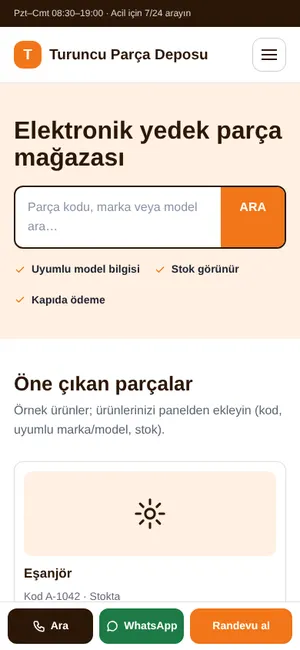 Pzt–Cmt 08:30–19:00 · Acil için 7/24 arayın
T Turuncu Parça Deposu
Elektronik yedek parça
mağazası
Parça kodu, marka veya model
ara…
ARA
Uyumlu model bilgisi
Stok görünür
Kapıda ödeme
Öne çıkan parçalar
Örnek ürünler; ürünlerinizi panelden ekleyin (kod,
uyumlu marka/model, stok).
Eşanjör
Kod A-1042 · Stokta
Ara
WhatsApp
Randevu al